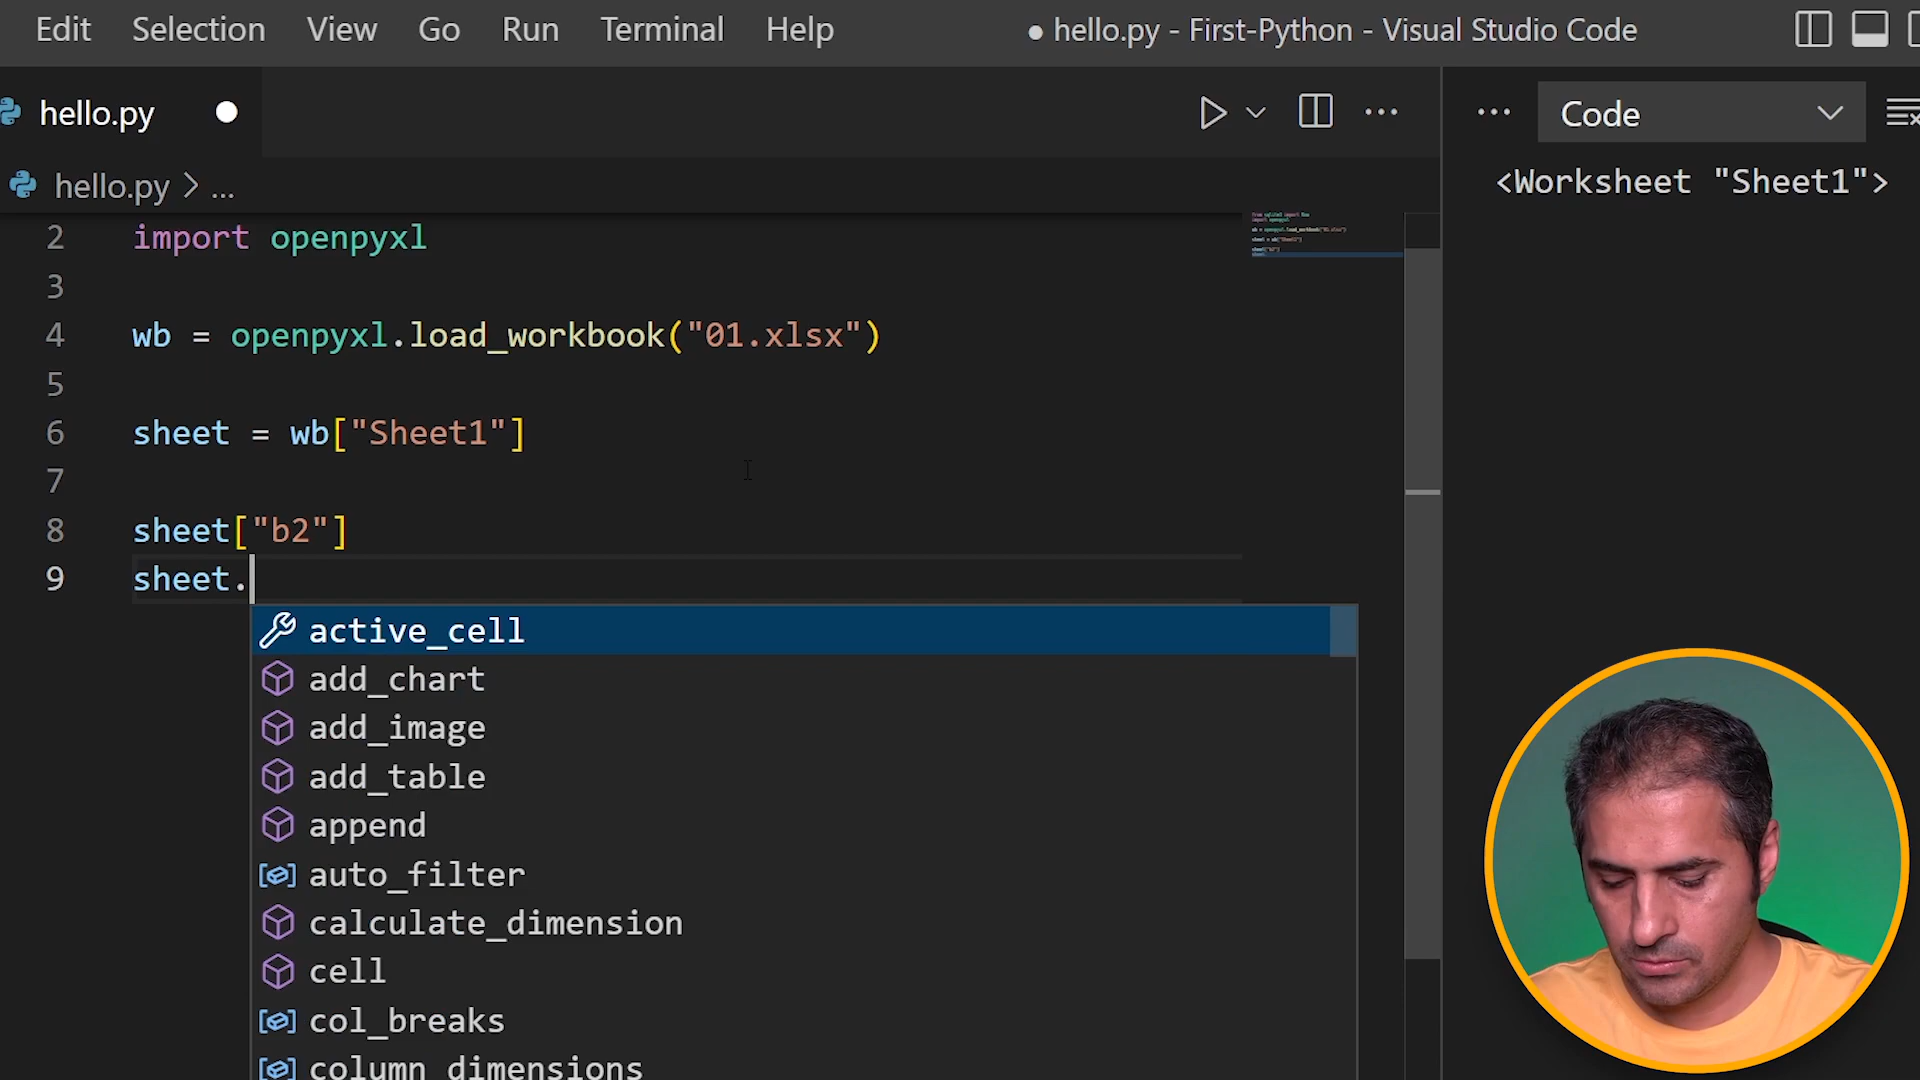 Edit Selection View Go Run Terminal Help
● hello.py - First-Python - Visual Studio Code
hello.py
Code
hello.py > ...
<Worksheet "Sheet1">
2 import openpyxl
3
4 wb = openpyxl.load_workbook("01.xlsx")
5
6 sheet = wb["Sheet1"]
7
8 sheet["b2"]
9 sheet.
active_cell
add_chart
add_image
add_table
append
auto_filter
calculate_dimension
cell
col_breaks
column_dimensions